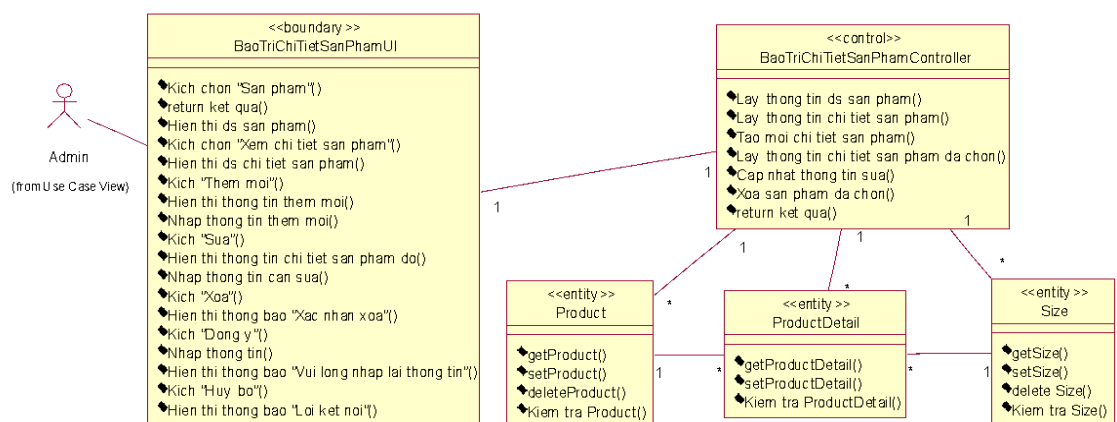 Admin
(from Use Case View)
<<boundary >>
BaoTriChiTietSanPhamUI
Kich chon "San pham"()
return ket qua()
Hien thi ds san pham()
Kich chon "Xem chi tiet san pham"()
Hien thi ds chi tiet san pham()
Kich "Them moi"()
Hien thi thong tin them moi()
Nhap thong tin them moi()
Kich "Sua"()
Hien thi thong tin chi tiet san pham do()
Nhap thong tin can sua()
Kich "Xoa"()
Hien thi thong bao "Xac nhan xoa"()
Kich "Dong y"()
Nhap thong tin()
Hien thi thong bao "Vui long nhap lai thong tin"()
Kich "Huy bo"()
Hien thi thong bao "Loi ket noi"()
1
1
<<control>>
BaoTriChiTietSanPhamController
Lay thong tin ds san pham()
Lay thong tin chi tiet san pham()
Tao moi chi tiet san pham()
Lay thong tin chi tiet san pham da chon()
Cap nhat thong tin sua()
Xoa san pham da chon()
return ket qua()
1
*
1
*
1
*
<<entity >>
Product
getProduct()
setProduct()
deleteProduct()
Kiem tra Product()
1
*
<<entity >>
ProductDetail
getProductDetail()
setProductDetail()
Kiem tra ProductDetail()
*
1
<<entity >>
Size
getSize()
setSize()
delete Size()
Kiem tra Size()